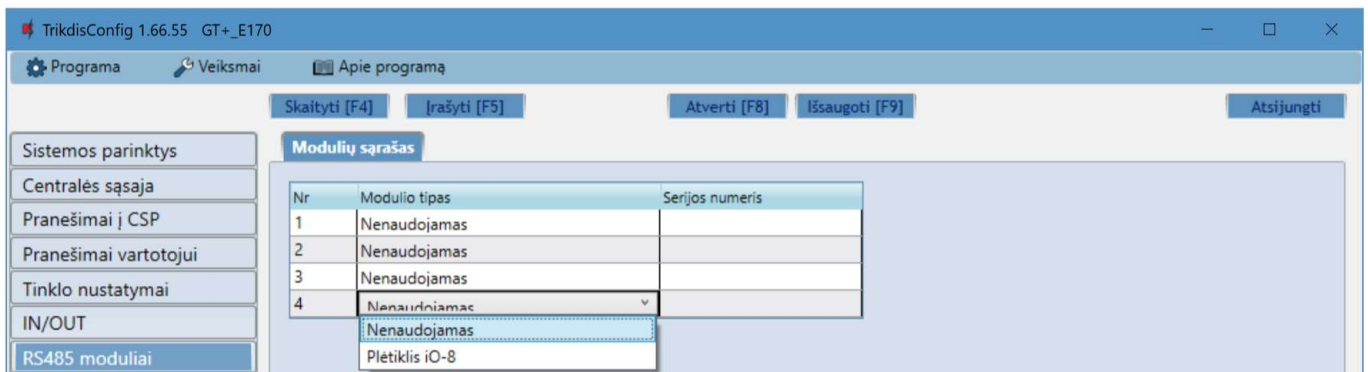 TrikdisConfig 1.66.55 GT+_E170
Programa Veiksmai Apie programą
Skaityti [F4] Įrašyti [F5] Atverti [F8] Išsaugoti [F9] Atsijungti
Sistemos parinktys
Centralės sąsaja
Pranešimai į CSP
Pranešimai vartotojui
Tinklo nustatymai
IN/OUT
RS485 moduliai
Modulių sąrašas
Nr Modulio tipas Serijos numeris
1 Nenaudojamas
2 Nenaudojamas
3 Nenaudojamas
4 Nenaudojamas
Nenaudojamas
Plėtiklis iO-8